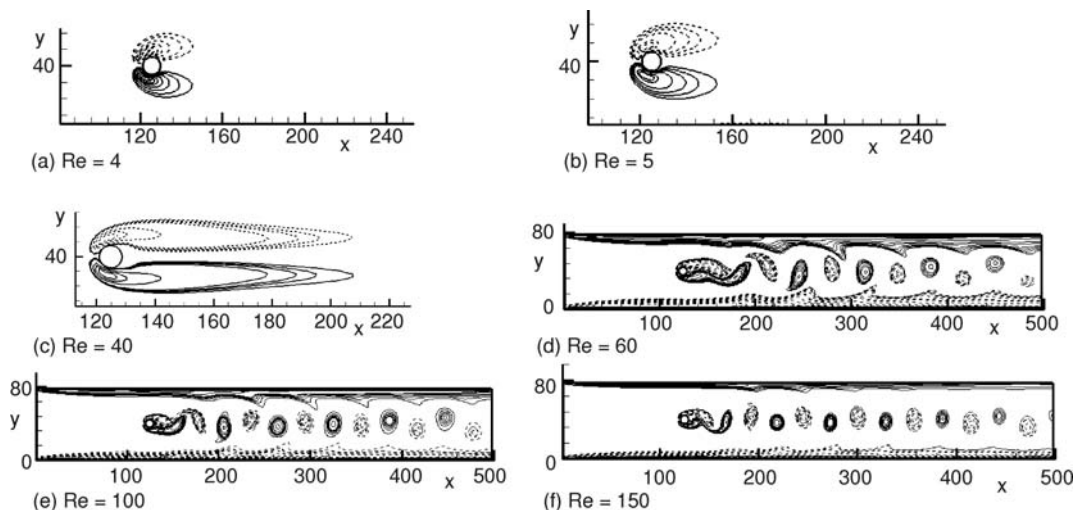 y
40
120 160 200 240
x
(a) Re = 4
y
40
120 160 200 240
x
(b) Re = 5
y
40
120 140 160 180 200 220
x
(c) Re = 40
80
y
0
100 200 300 400 500
x
(d) Re = 60
80
y
0
100 200 300 400 500
x
(e) Re = 100
80
y
0
100 200 300 400 500
x
(f) Re = 150